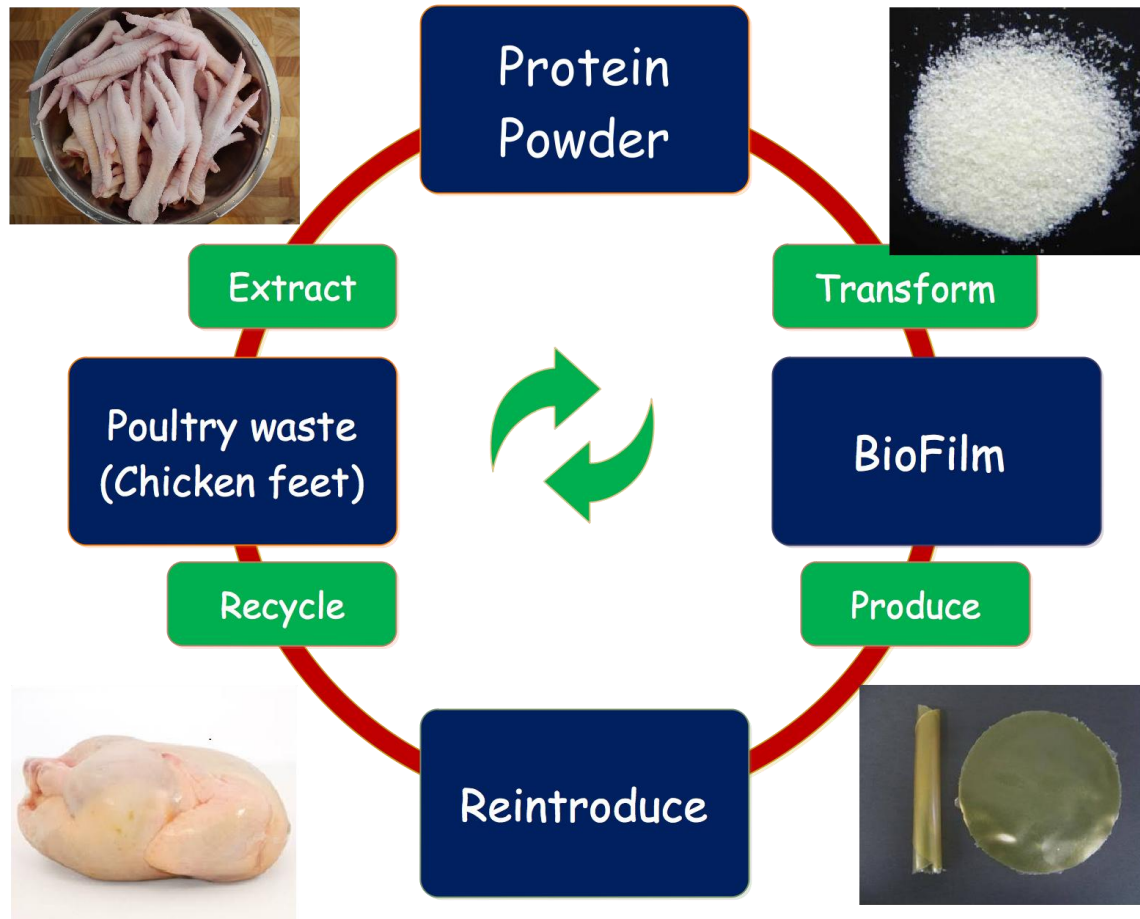 Protein
Powder
Extract
Transform
Poultry waste
(Chicken feet)
BioFilm
Recycle
Produce
Reintroduce